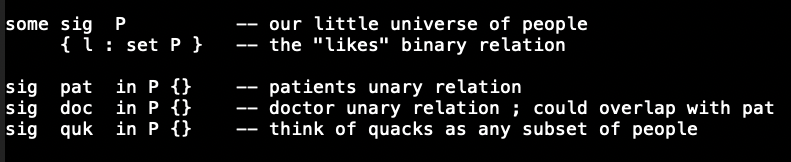 some sig  P          -- our little universe of people
     { l : set P }   -- the "likes" binary relation
sig  pat  in P {}    -- patients unary relation
sig  doc  in P {}    -- doctor unary relation ; could overlap with pat
sig  quk  in P {}    -- think of quacks as any subset of people